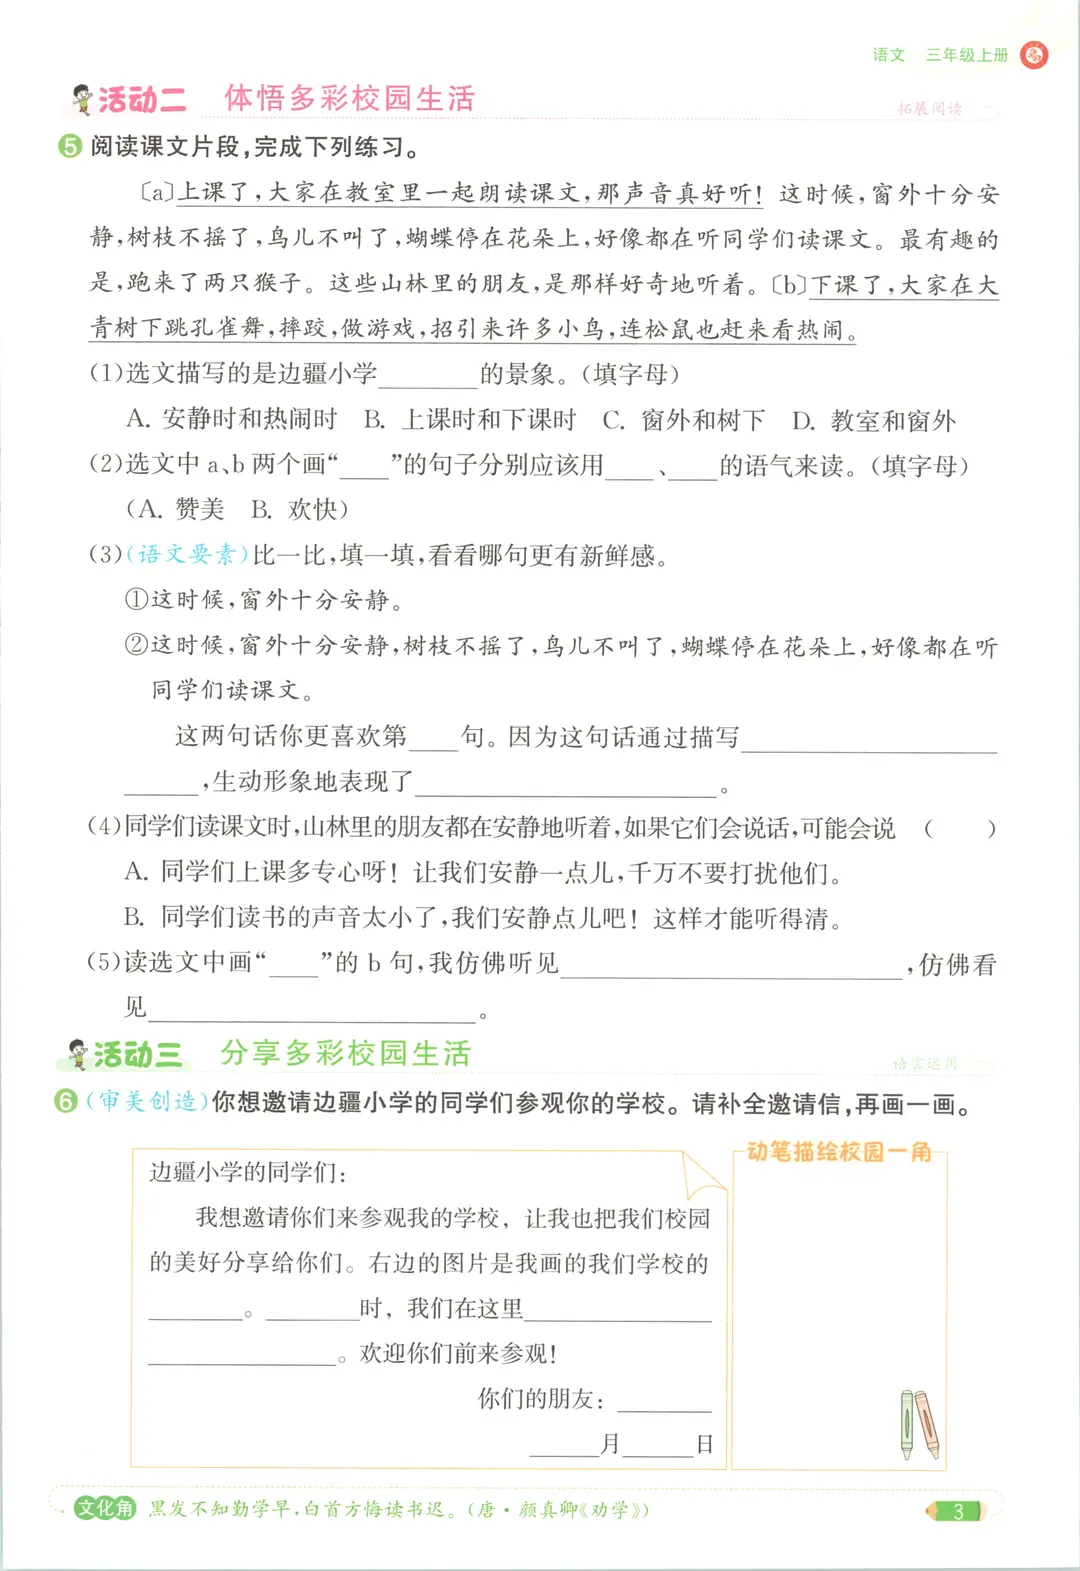 语文 三年级上册
活动二 体悟多彩校园生活
拓展阅读
5 阅读课文片段,完成下列练习。
〔a〕上课了,大家在教室里一起朗读课文,那声音真好听！这时候,窗外十分安
静,树枝不摇了,鸟儿不叫了,蝴蝶停在花朵上,好像都在听同学们读课文。最有趣的
是,跑来了两只猴子。这些山林里的朋友,是那样好奇地听着。〔b〕下课了,大家在大
青树下跳孔雀舞,摔跤,做游戏,招引来许多小鸟,连松鼠也赶来看热闹。
(1)选文描写的是边疆小学________的景象。(填字母)
A. 安静时和热闹时 B. 上课时和下课时 C. 窗外和树下 D. 教室和窗外
(2)选文中 a、b 两个画“____”的句子分别应该用____、____的语气来读。(填字母)
(A. 赞美 B. 欢快)
(3)(语文要素)比一比,填一填,看看哪句更有新鲜感。
①这时候,窗外十分安静。
②这时候,窗外十分安静,树枝不摇了,鸟儿不叫了,蝴蝶停在花朵上,好像都在听
同学们读课文。
这两句话你更喜欢第____句。因为这句话通过描写____________________
______,生动形象地表现了________________________。
(4)同学们读课文时,山林里的朋友都在安静地听着,如果它们会说话,可能会说 ( )
A. 同学们上课多专心呀！让我们安静一点儿,千万不要打扰他们。
B. 同学们读书的声音太小了,我们安静点儿吧！这样才能听得清。
(5)读选文中画“____”的 b 句,我仿佛听见____________________________,仿佛看
见__________________________。
活动三 分享多彩校园生活
语言运用
6 (审美创造)你想邀请边疆小学的同学们参观你的学校。请补全邀请信,再画一画。
动笔描绘校园一角
边疆小学的同学们:
我想邀请你们来参观我的学校，让我也把我们校园
的美好分享给你们。右边的图片是我画的我们学校的
________。________时，我们在这里________________
________________。欢迎你们前来参观!
你们的朋友：________
______月______日
文化角 黑发不知勤学早,白首方悔读书迟。(唐·颜真卿《劝学》)
3